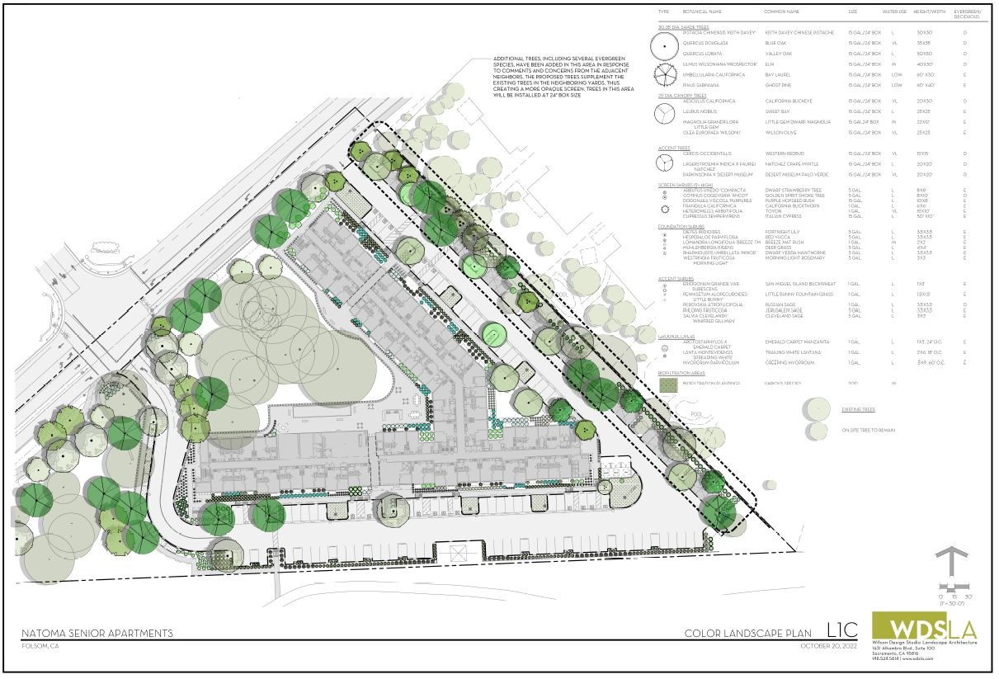 ADDITIONAL TREES, INCLUDING SEVERAL EVERGREEN
SPECIES, HAVE BEEN ADDED IN THIS AREA IN RESPONSE
TO COMMENTS AND CONCERNS FROM THE ADJACENT
NEIGHBORS. THE PROPOSED TREES SUPPLEMENT THE
EXISTING TREES IN THE NEIGHBORING YARDS, THUS
CREATING A MORE OPAQUE SCREEN. TREES IN THIS AREA
WILL BE INSTALLED AT 24" BOX SIZE
TYPE BOTANICAL NAME COMMON NAME SIZE WATER USE HEIGHT/WIDTH EVERGREEN/
DECIDUOUS
30-35' DIA. SHADE TREES
PISTACIA CHINENSIS 'KEITH DAVEY' KEITH DAVEY CHINESE PISTACHE 15 GAL./24" BOX L 30'X30' D
QUERCUS DOUGLASII BLUE OAK 15 GAL./24" BOX VL 35'X35' D
QUERCUS LOBATA VALLEY OAK 15 GAL./24" BOX L 50'X50' D
ULMUS WILSONIANA 'PROSPECTOR' ELM 15 GAL./24" BOX M 40'X30' D
UMBELLULARIA CALIFORNICA BAY LAUREL 15 GAL./24" BOX LOW 60' X30' E
PINUS SABINIANA GHOST PINE 15 GAL./24" BOX LOW 60' X40' E
25' DIA. CANOPY TREES
AESCULUS CALIFORNICA CALIFORNIA BUCKEYE 15 GAL./24" BOX VL 20'X30' D
LAURUS NOBILIS SWEET BAY 15 GAL./24" BOX L 25'X25' E
MAGNOLIA GRANDIFLORA LITTLE GEM DWARF MAGNOLIA 15 GAL.24" BOX M 22'X12' E
'LITTLE GEM'
OLEA EUROPAEA 'WILSONII' WILSON OLIVE 15 GAL./24" BOX VL 25'X25' E
ACCENT TREES
CERCIS OCCIDENTALIS WESTERN REDBUD 15 GAL./24" BOX VL 15'X15' D
LAGERSTROEMIA INDICA X FAURIEI NATCHEZ CRAPE MYRTLE 15 GAL./24" BOX L 20'X20' D
'NATCHEZ'
PARKINSONIA X 'DESERT MUSEUM' DESERT MUSEUM PALO VERDE 15 GAL./24" BOX VL 20'X20' D
SCREEN SHRUBS (5'+ HIGH)
ARBUTUS UNEDO 'COMPACTA' DWARF STRAWBERRY TREE 5 GAL. L 8'X8' E
COTINUS COGGYGRIA 'ANCOT' GOLDEN SPIRIT SMOKE TREE 5 GAL. L 8'X10' D
DODONAEA VISCOSA 'PURPUREA' PURPLE HOPSEED BUSH 15 GAL. L 10'X8' E
FRANGULA CALIFORNICA CALIFORNIA BUCKTHORN 5 GAL. L 6'X6' E
HETEROMELES ARBUTIFOLIA TOYON 1 GAL. VL 15'X10' E
CUPRESSUS SEMPERVIRENS ITALIAN CYPRESS 15 GAL. L 50' X10' E
FOUNDATION SHRUBS
DIETES IRIDIOIDES FORTNIGHT LILY 5 GAL. L 3.5'X3.5' E
HESPERALOE PARVIFLORA RED YUCCA 5 GAL. L 3.5'X3.5' E
LOMANDRA LONGIFOLIA 'BREEZE' TM BREEZE MAT RUSH 1 GAL. L 2'X2' E
MUHLENBERGIA RIGENS DEER GRASS 5 GAL. L 4'X4' E
RHAPHIOLEPIS UMBELLATA 'MINOR' DWARF YEDDA HAWTHORNE 5 GAL. L 3.5'X3.5' E
WESTRINGIA FRUTICOSA MORNING LIGHT ROSEMARY 5 GAL. L 3'X3' E
'MORNING LIGHT'
ACCENT SHRUBS
ERIOGONUM GRANDE VAR. SAN MIGUEL ISLAND BUCKWHEAT 1 GAL. L 1'X3' E
RUBESCENS
PENNISETUM ALOPECUROIDES LITTLE BUNNY FOUNTAIN GRASS 1 GAL. L 1.5'X1.5' E
'LITTLE BUNNY'
PEROVSKIA ATRIPLICIFOLIA RUSSIAN SAGE 1 GAL. L 3.5'X3.5' D
PHLOMIS FRUTICOSA JERUSALEM SAGE 5 GAL. L 3.5'X3.5' E
SALVIA CLEVELANDII CLEVELAND SAGE 1 GAL. L 3'X3' E
'WINIFRED GILLMAN'
GROUNDCOVERS
ARCTOSTAPHYLOS X EMERALD CARPET MANZANITA 1 GAL. L 1'X3', 24" O.C. E
EMERALD CARPET
LANTA MONTEVIDENSIS TRAILING WHITE LANTANA 1 GAL. L 2'X6', 18" O.C. E
'SPREADING WHITE'
MYOPORUM PARVIFOLIUM CREEPING MYOPRIUM 1 GAL. L .5'X9', 60" O.C. E
BIOFILTRATION AREAS
BIOFILTRATION PLANTINGS VARIOUS SPECIES SOD M
EXISTING TREES
ON SITE TREE TO REMAIN
POOL
POOL
0' 15' 30'
(1"= 30'-0")
NATOMA SENIOR APARTMENTS
FOLSOM, CA
COLOR LANDSCAPE PLAN L1C
OCTOBER 20, 2022
WDSLA
Wilson Design Studio Landscape Architecture
1631 Alhambra Blvd., Suite 100
Sacramento, CA 95816
916.524.5614 | www.wdsla.com